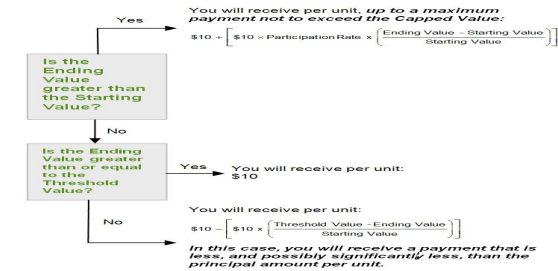 Yes
You will receive per unit, up to a maximum
payment not to exceed the Capped Value:
$10 + [ $10 × Participation Rate × ( Ending Value – Starting Value
Starting Value ) ]
Is the
Ending
Value
greater than
the Starting
Value?
No
Is the Ending
Value greater
than or equal
to the
Threshold
Value?
Yes
You will receive per unit:
$10
No
You will receive per unit:
$10 – [ $10 × ( Threshold Value – Ending Value
Starting Value ) ]
In this case, you will receive a payment that is
less, and possibly significantly less, than the
principal amount per unit.